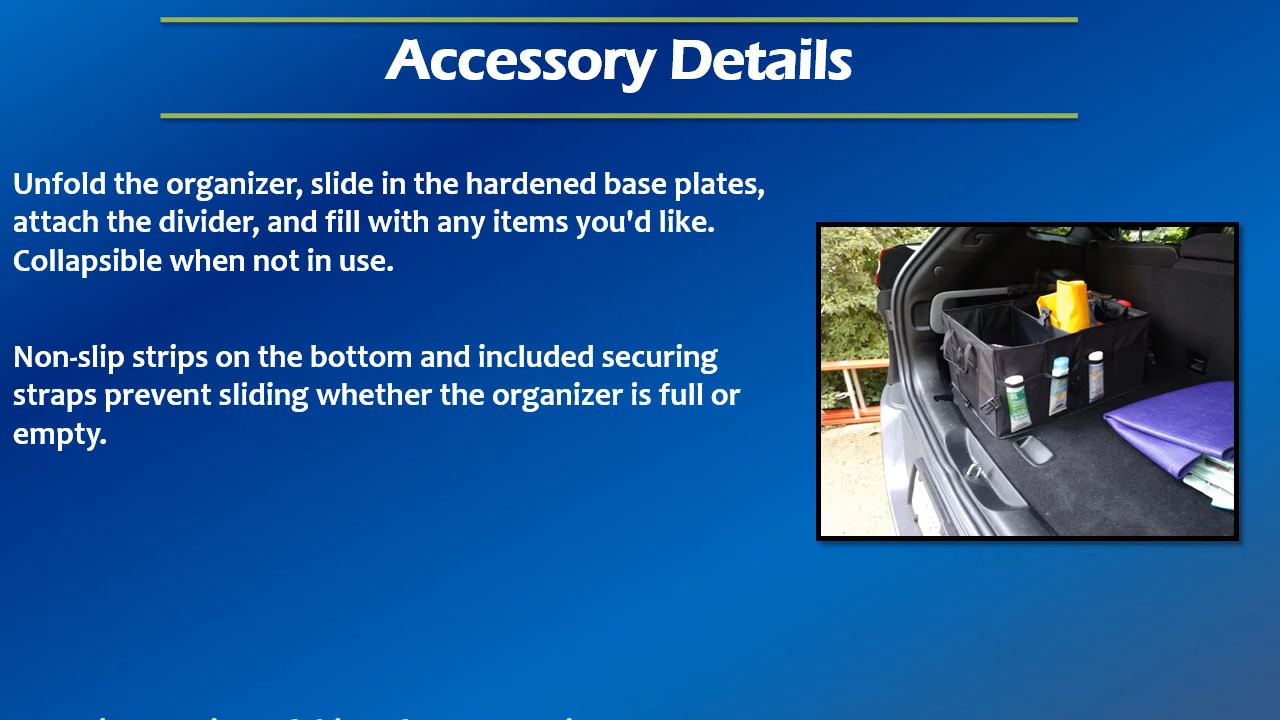 Accessory Details
Unfold the organizer, slide in the hardened base plates,
attach the divider, and fill with any items you'd like.
Collapsible when not in use.
Non-slip strips on the bottom and included securing
straps prevent sliding whether the organizer is full or
empty.